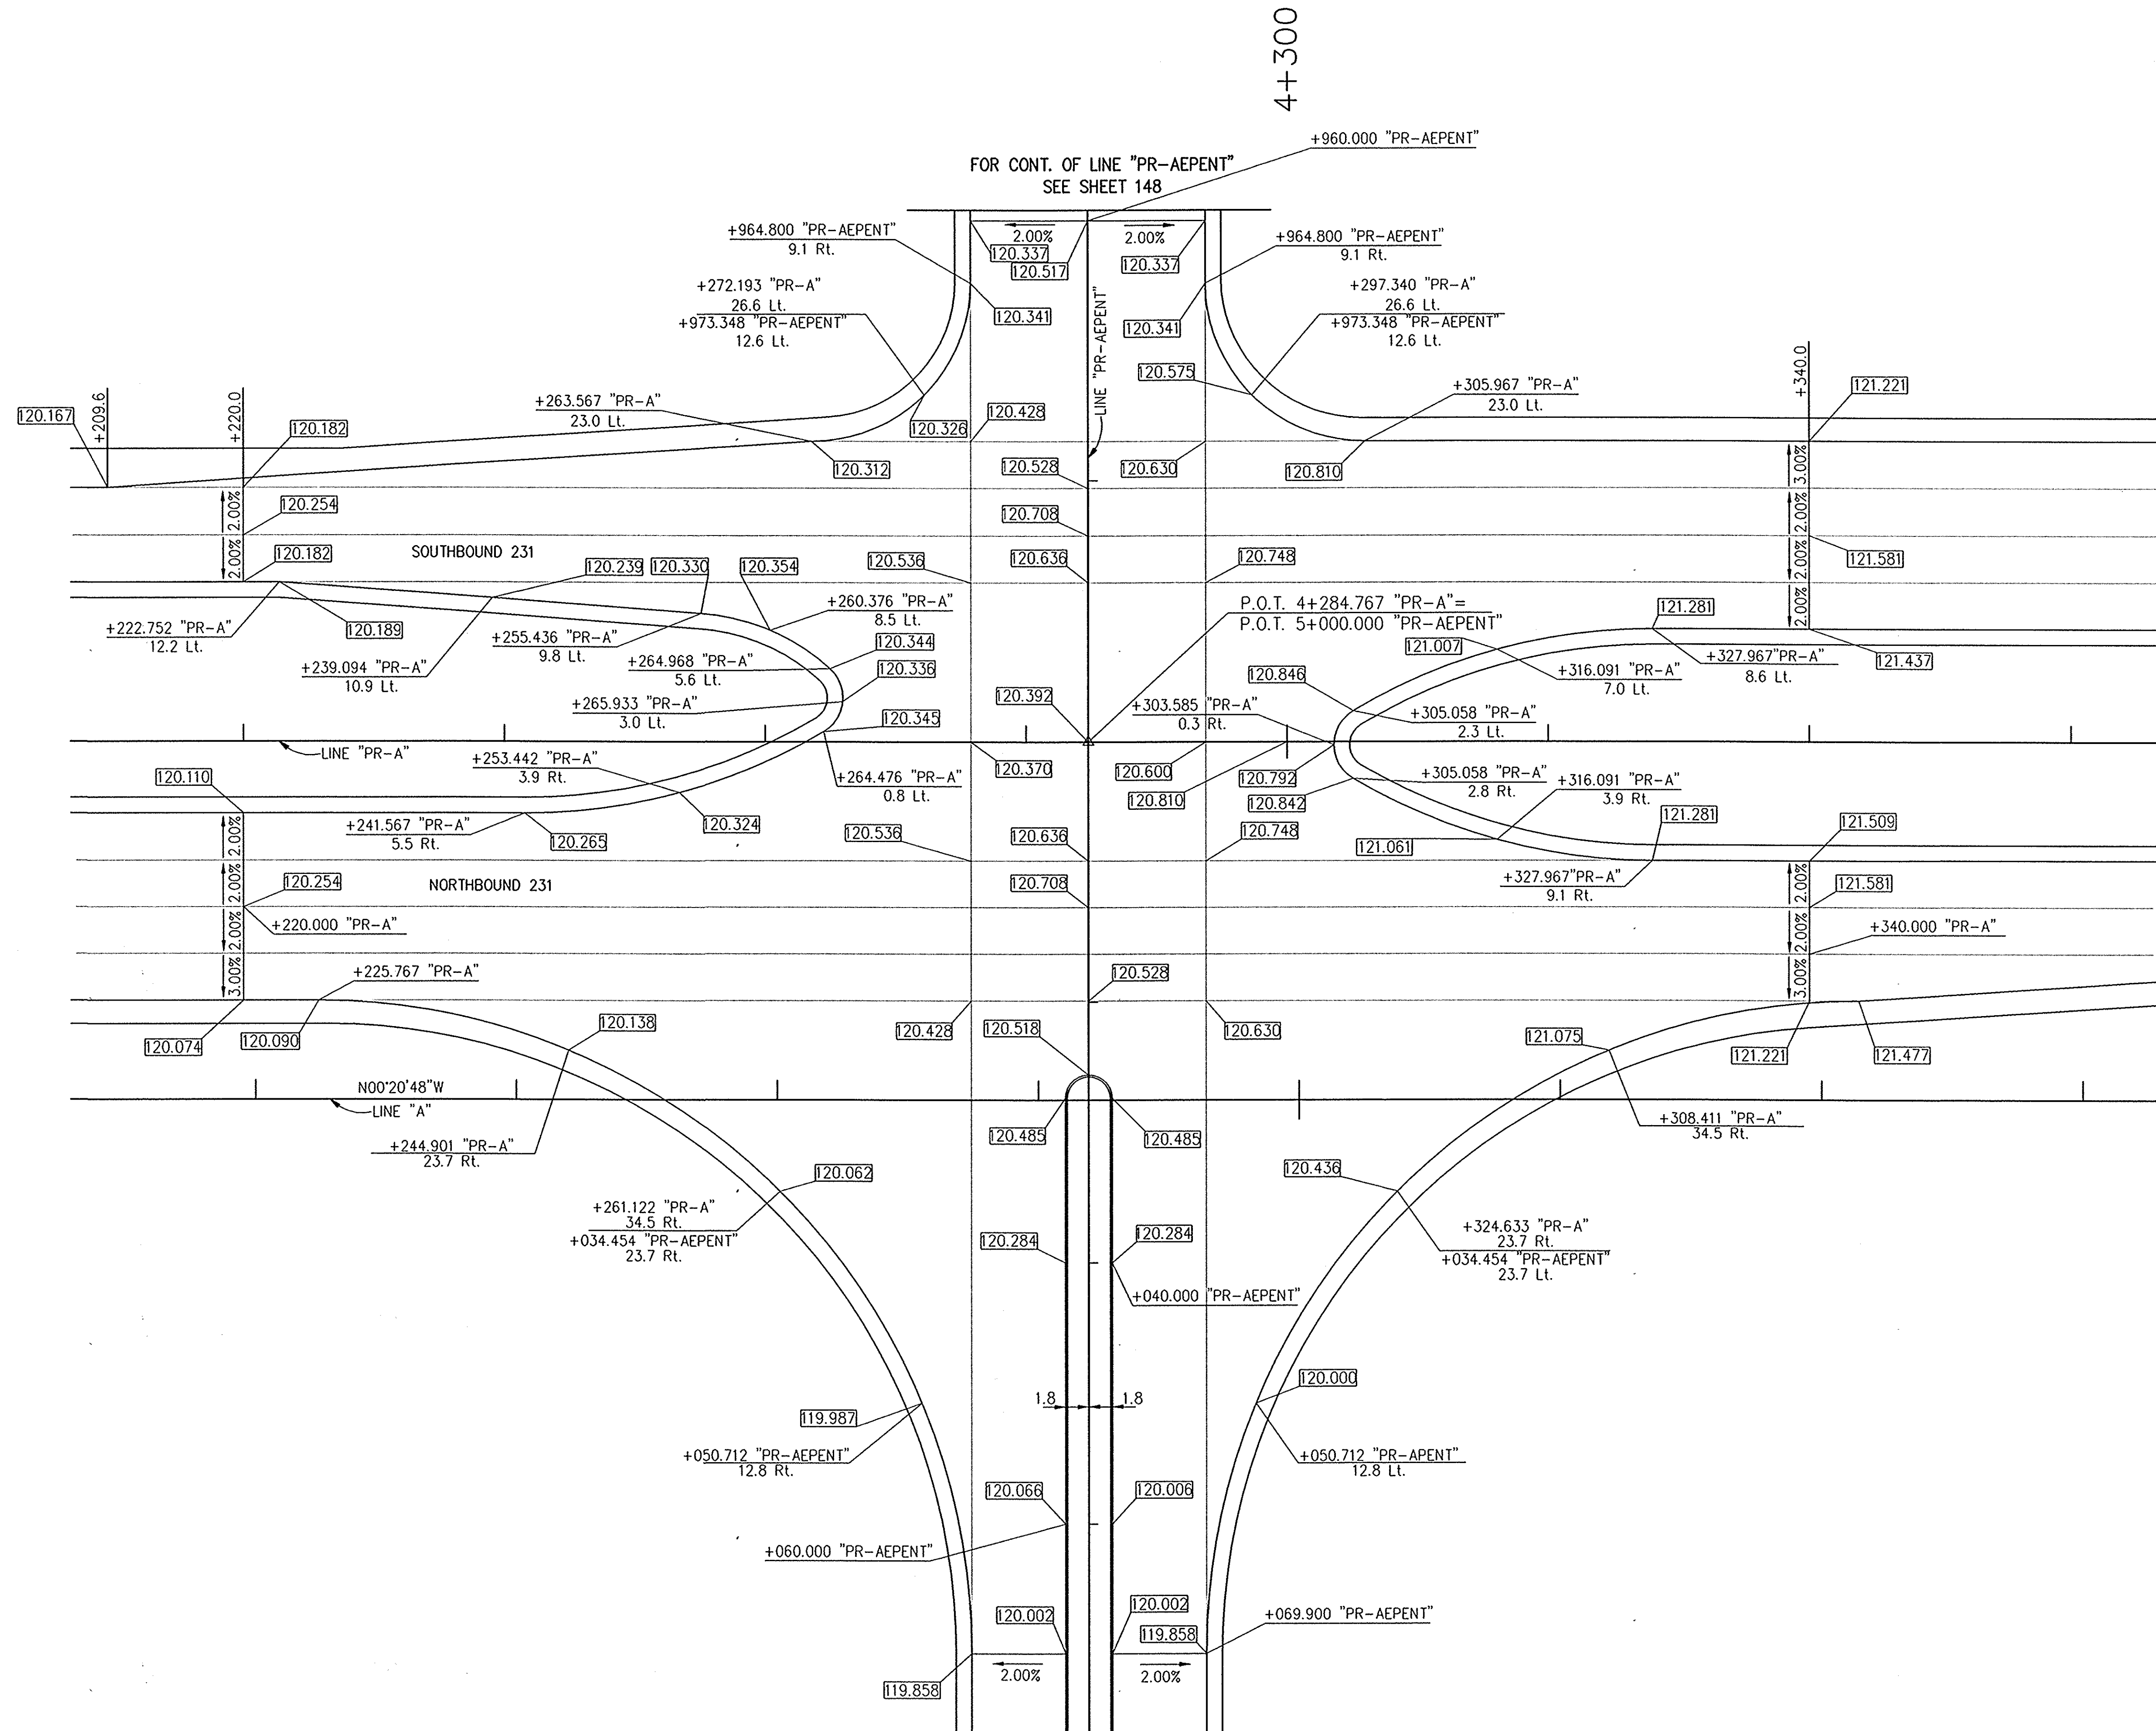 4+300
+960.000 "PR-AEPENT"
FOR CONT. OF LINE "PR-AEPENT"
SEE SHEET 148
+964.800 "PR-AEPENT"
9.1 Rt.
2.00%
2.00%
+964.800 "PR-AEPENT"
9.1 Rt.
120.337
120.517
120.337
+272.193 "PR-A"
26.6 Lt.
+973.348 "PR-AEPENT"
12.6 Lt.
+297.340 "PR-A"
26.6 Lt.
+973.348 "PR-AEPENT"
12.6 Lt.
120.341
120.341
LINE "PR-AEPENT"
120.575
120.167
+209.6
+220.0
120.182
+263.567 "PR-A"
23.0 Lt.
120.326
120.428
+305.967 "PR-A"
23.0 Lt.
+340.0
121.221
120.312
120.528
120.630
120.810
3.00%
2.00%
120.254
120.708
2.00%
2.00%
120.182
SOUTHBOUND 231
120.239
120.330
120.354
120.536
120.636
120.748
2.00%
121.581
+222.752 "PR-A"
12.2 Lt.
120.189
+260.376 "PR-A"
8.5 Lt.
+255.436 "PR-A"
9.8 Lt.
120.344
P.O.T. 4+284.767 "PR-A"=
P.O.T. 5+000.000 "PR-AEPENT"
121.281
2.00%
121.007
+239.094 "PR-A"
10.9 Lt.
+264.968 "PR-A"
5.6 Lt.
120.336
120.846
+316.091 "PR-A"
7.0 Lt.
+327.967"PR-A"
8.6 Lt.
121.437
+265.933 "PR-A"
3.0 Lt.
120.345
120.392
+303.585 "PR-A"
0.3 Rt.
+305.058 "PR-A"
2.3 Lt.
LINE "PR-A"
+253.442 "PR-A"
3.9 Rt.
120.110
+264.476 "PR-A"
0.8 Lt.
120.370
120.600
120.792
120.810
120.842
+305.058 "PR-A"
2.8 Rt.
+316.091 "PR-A"
3.9 Rt.
+241.567 "PR-A"
5.5 Rt.
120.265
120.324
2.00%
120.536
120.636
120.748
121.061
121.281
121.509
120.254
2.00%
NORTHBOUND 231
120.708
+327.967"PR-A"
9.1 Rt.
2.00%
121.581
+220.000 "PR-A"
2.00%
2.00%
+340.000 "PR-A"
3.00%
+225.767 "PR-A"
120.528
3.00%
120.074
120.090
120.138
120.428
120.518
120.630
121.075
121.221
121.477
N00°20'48"W
LINE "A"
+244.901 "PR-A"
23.7 Rt.
120.485
120.485
+308.411 "PR-A"
34.5 Rt.
120.062
120.436
+261.122 "PR-A"
34.5 Rt.
+034.454 "PR-AEPENT"
23.7 Rt.
120.284
120.284
+324.633 "PR-A"
23.7 Rt.
+034.454 "PR-AEPENT"
23.7 Lt.
+040.000 "PR-AEPENT"
120.000
1.8
1.8
119.987
+050.712 "PR-AEPENT"
12.8 Rt.
+050.712 "PR-APENT"
12.8 Lt.
120.066
120.006
+060.000 "PR-AEPENT"
120.002
120.002
119.858
+069.900 "PR-AEPENT"
2.00%
2.00%
119.858